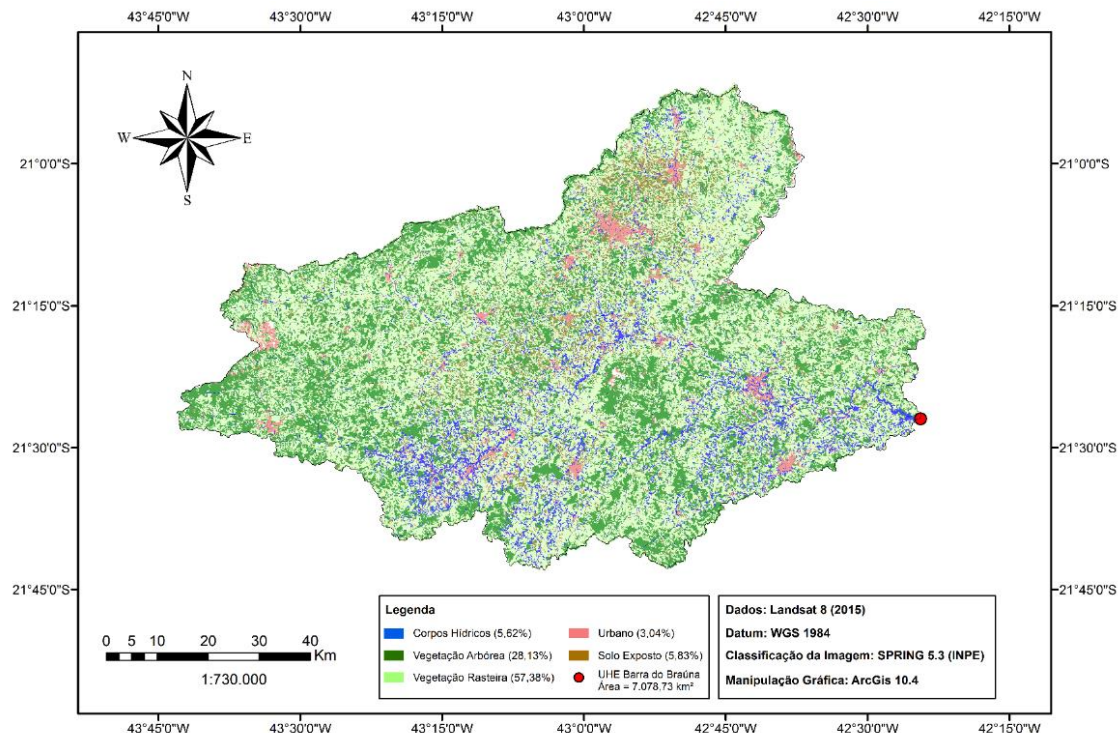 43°45'0"W 43°30'0"W 43°15'0"W 43°0'0"W 42°45'0"W 42°30'0"W 42°15'0"W
N
W E
S
21°0'0"S 21°0'0"S
21°15'0"S 21°15'0"S
21°30'0"S 21°30'0"S
21°45'0"S 21°45'0"S
0 5 10 20 30 40
Km
1:730.000
Legenda
Corpos Hídricos (5,62%)
Vegetação Arbórea (28,13%)
Vegetação Rasteira (57,38%)
Urbano (3,04%)
Solo Exposto (5,83%)
UHE Barra do Braúna
Área = 7.078,73 km²
Dados: Landsat 8 (2015)
Datum: WGS 1984
Classificação da Imagem: SPRING 5.3 (INPE)
Manipulação Gráfica: ArcGis 10.4
43°45'0"W 43°30'0"W 43°15'0"W 43°0'0"W 42°45'0"W 42°30'0"W 42°15'0"W